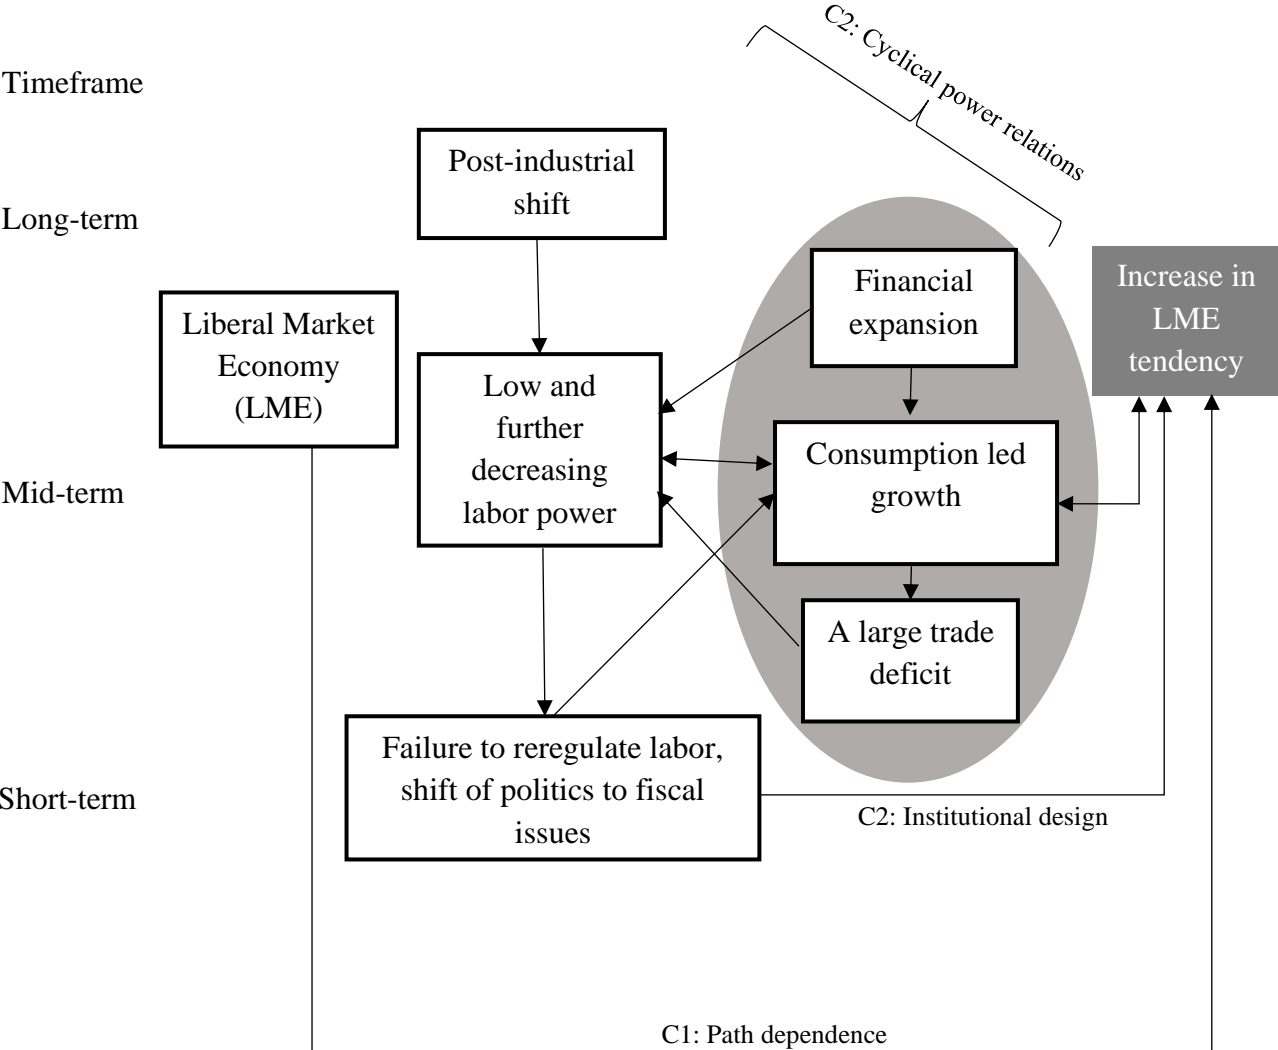 C2: Cyclical power relations
Timeframe
Post-industrial
shift
Long-term
Financial
expansion
Increase in
LME
tendency
Liberal Market
Economy
(LME)
Low and
further
decreasing
labor power
Consumption led
growth
Mid-term
A large trade
deficit
Failure to reregulate labor,
shift of politics to fiscal
issues
Short-term
C2: Institutional design
C1: Path dependence